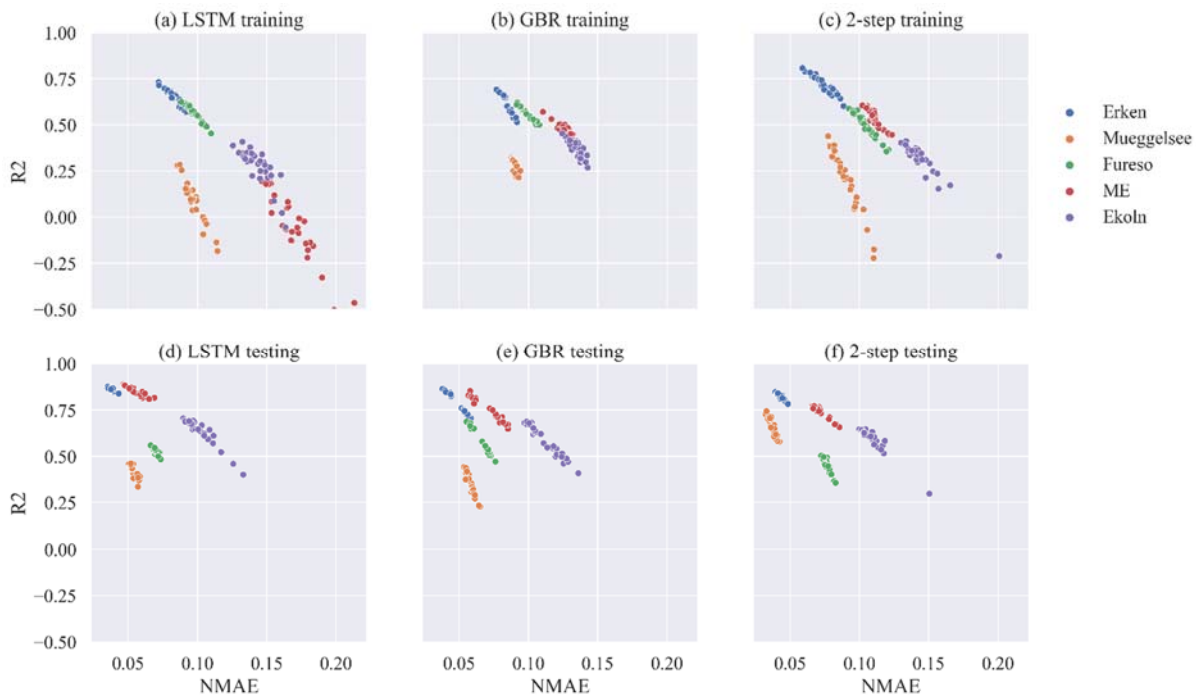 (a) LSTM training
(b) GBR training
(c) 2-step training
1.00
0.75
0.50
0.25
0.00
−0.25
−0.50
R2
Erken
Mueggelsee
Fureso
ME
Ekoln
(d) LSTM testing
(e) GBR testing
(f) 2-step testing
1.00
0.75
0.50
0.25
0.00
−0.25
−0.50
R2
0.05 0.10 0.15 0.20
0.05 0.10 0.15 0.20
0.05 0.10 0.15 0.20
NMAE
NMAE
NMAE